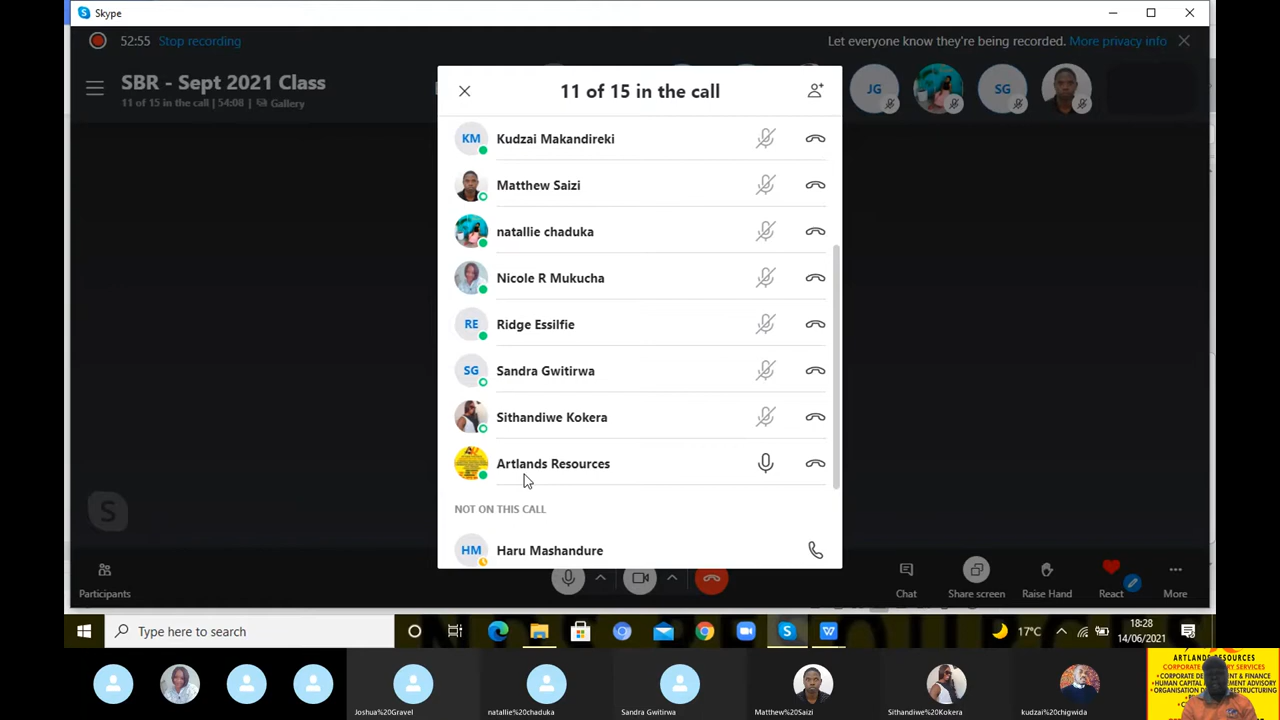 Skype
52:55 Stop recording
Let everyone know they're being recorded. More privacy info
SBR - Sept 2021 Class
11 of 15 in the call | 54:08 | Gallery
JG
SG
11 of 15 in the call
KM Kudzai Makandireki
Matthew Saizi
natallie chaduka
Nicole R Mukucha
RE Ridge Essilfie
SG Sandra Gwitirwa
Sithandiwe Kokera
Artlands Resources
NOT ON THIS CALL
HM Haru Mashandure
Participants
Chat
Share screen
Raise Hand
React
More
Type here to search
17°C
18:28
14/06/2021
Joshua%20Gravel
natallie%20chaduka
Sandra Gwitirwa
Matthew%20Saizi
Sithandiwe%20Kokera
kudzai%20chigwida
ARTLANDS RESOURCES